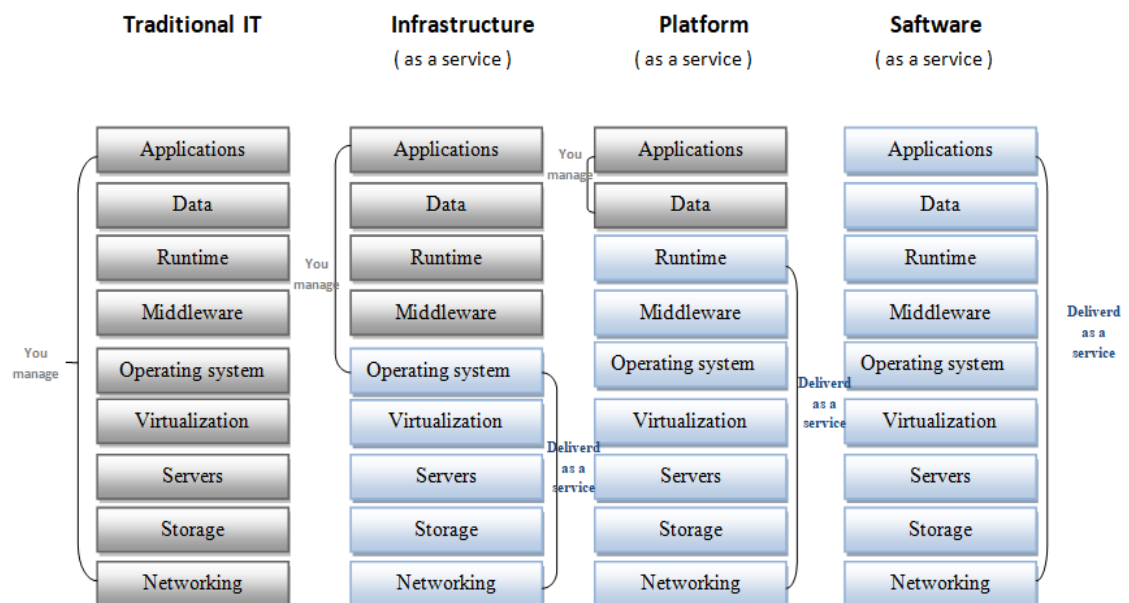 Traditional IT
Infrastructure
( as a service )
Platform
( as a service )
Saftware
( as a service )
Applications
Data
Runtime
Middleware
Operating system
Virtualization
Servers
Storage
Networking
You
manage
Applications
Data
Runtime
Middleware
Operating system
Virtualization
Servers
Storage
Networking
You
manage
Deliverd
as a
service
Applications
Data
Runtime
Middleware
Operating system
Virtualization
Servers
Storage
Networking
You
manage
Deliverd
as a
service
Applications
Data
Runtime
Middleware
Operating system
Virtualization
Servers
Storage
Networking
Deliverd
as a
service